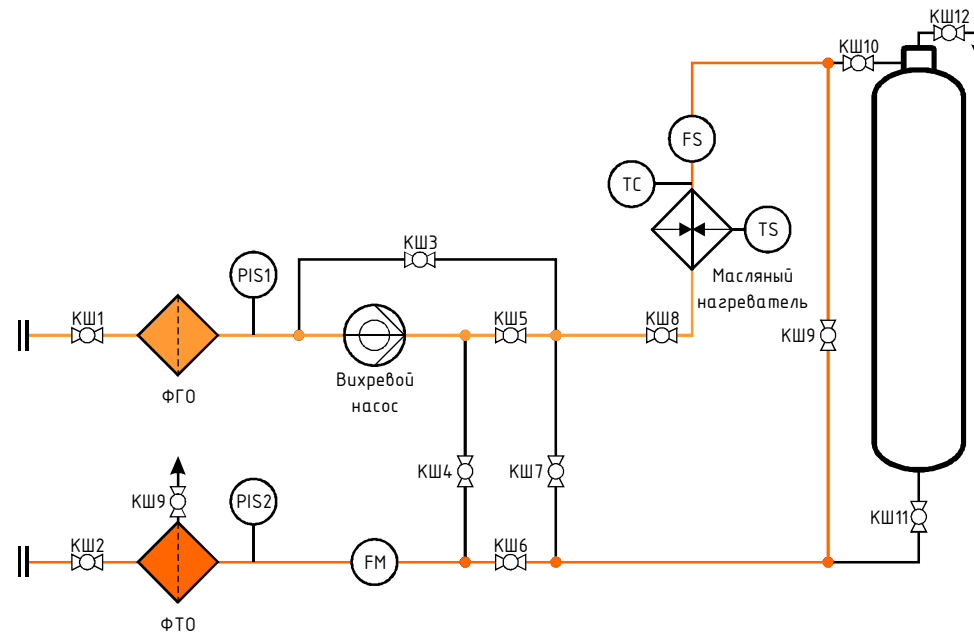 КШ12
КШ10
FS
TC
TS
КШ3
PIS1
Масляный
нагреватель
КШ1
КШ5
КШ8
КШ9
Вихревой
насос
ФГО
КШ9
PIS2
КШ4
КШ7
КШ11
КШ2
FM
КШ6
ФТО